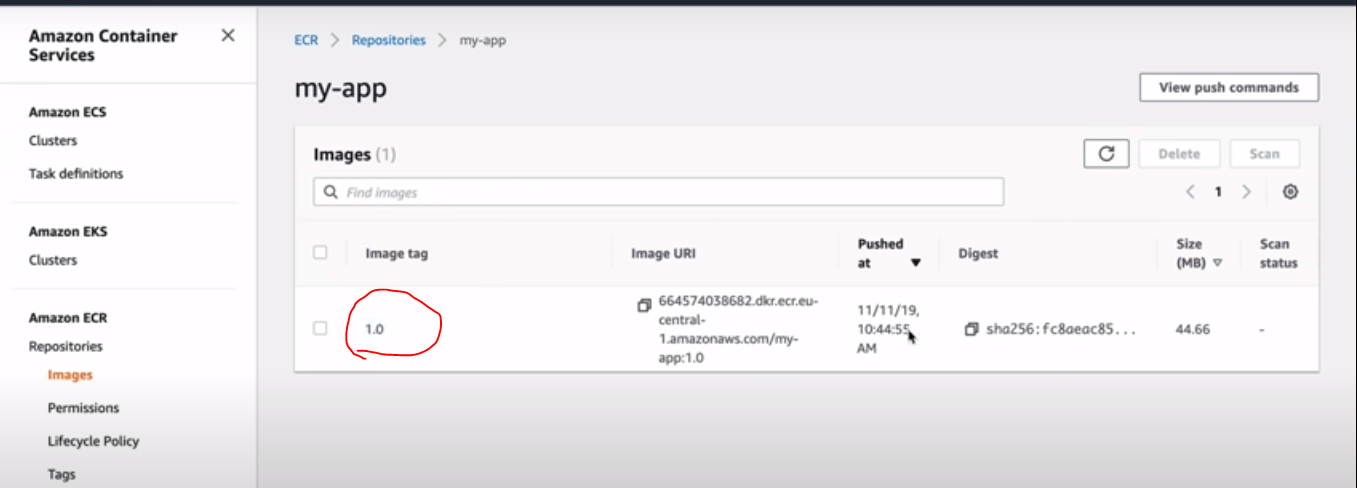 Amazon Container
Services
Amazon ECS
Clusters
Task definitions
Amazon EKS
Clusters
Amazon ECR
Repositories
Images
Permissions
Lifecycle Policy
Tags
ECR > Repositories > my-app
my-app
View push commands
Images (1)
Delete
Scan
Find images
1
Image tag
Image URI
Pushed
at
Digest
Size
(MB)
Scan
status
1.0
664574038682.dkr.ecr.eu-
central-
1.amazonaws.com/my-
app:1.0
11/11/19,
10:44:55
AM
sha256:fc8aeac85...
44.66
-